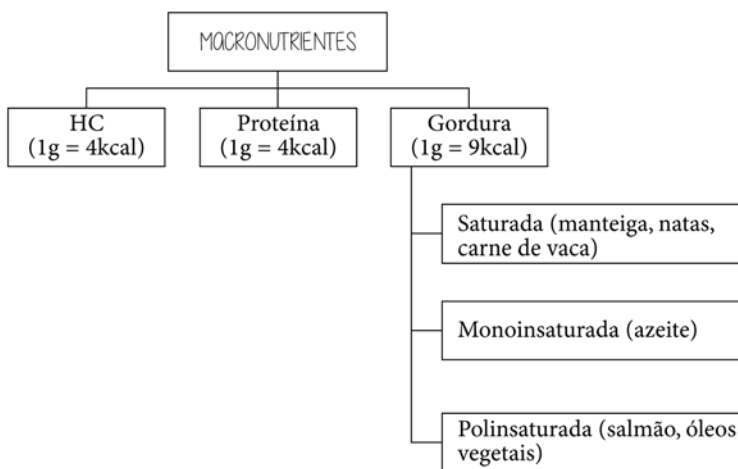 MACRONUTRIENTES
HC
(1g = 4kcal)
Proteína
(1g = 4kcal)
Gordura
(1g = 9kcal)
Saturada (manteiga, natas,
carne de vaca)
Monoinsaturada (azeite)
Polinsaturada (salmão, óleos
vegetais)